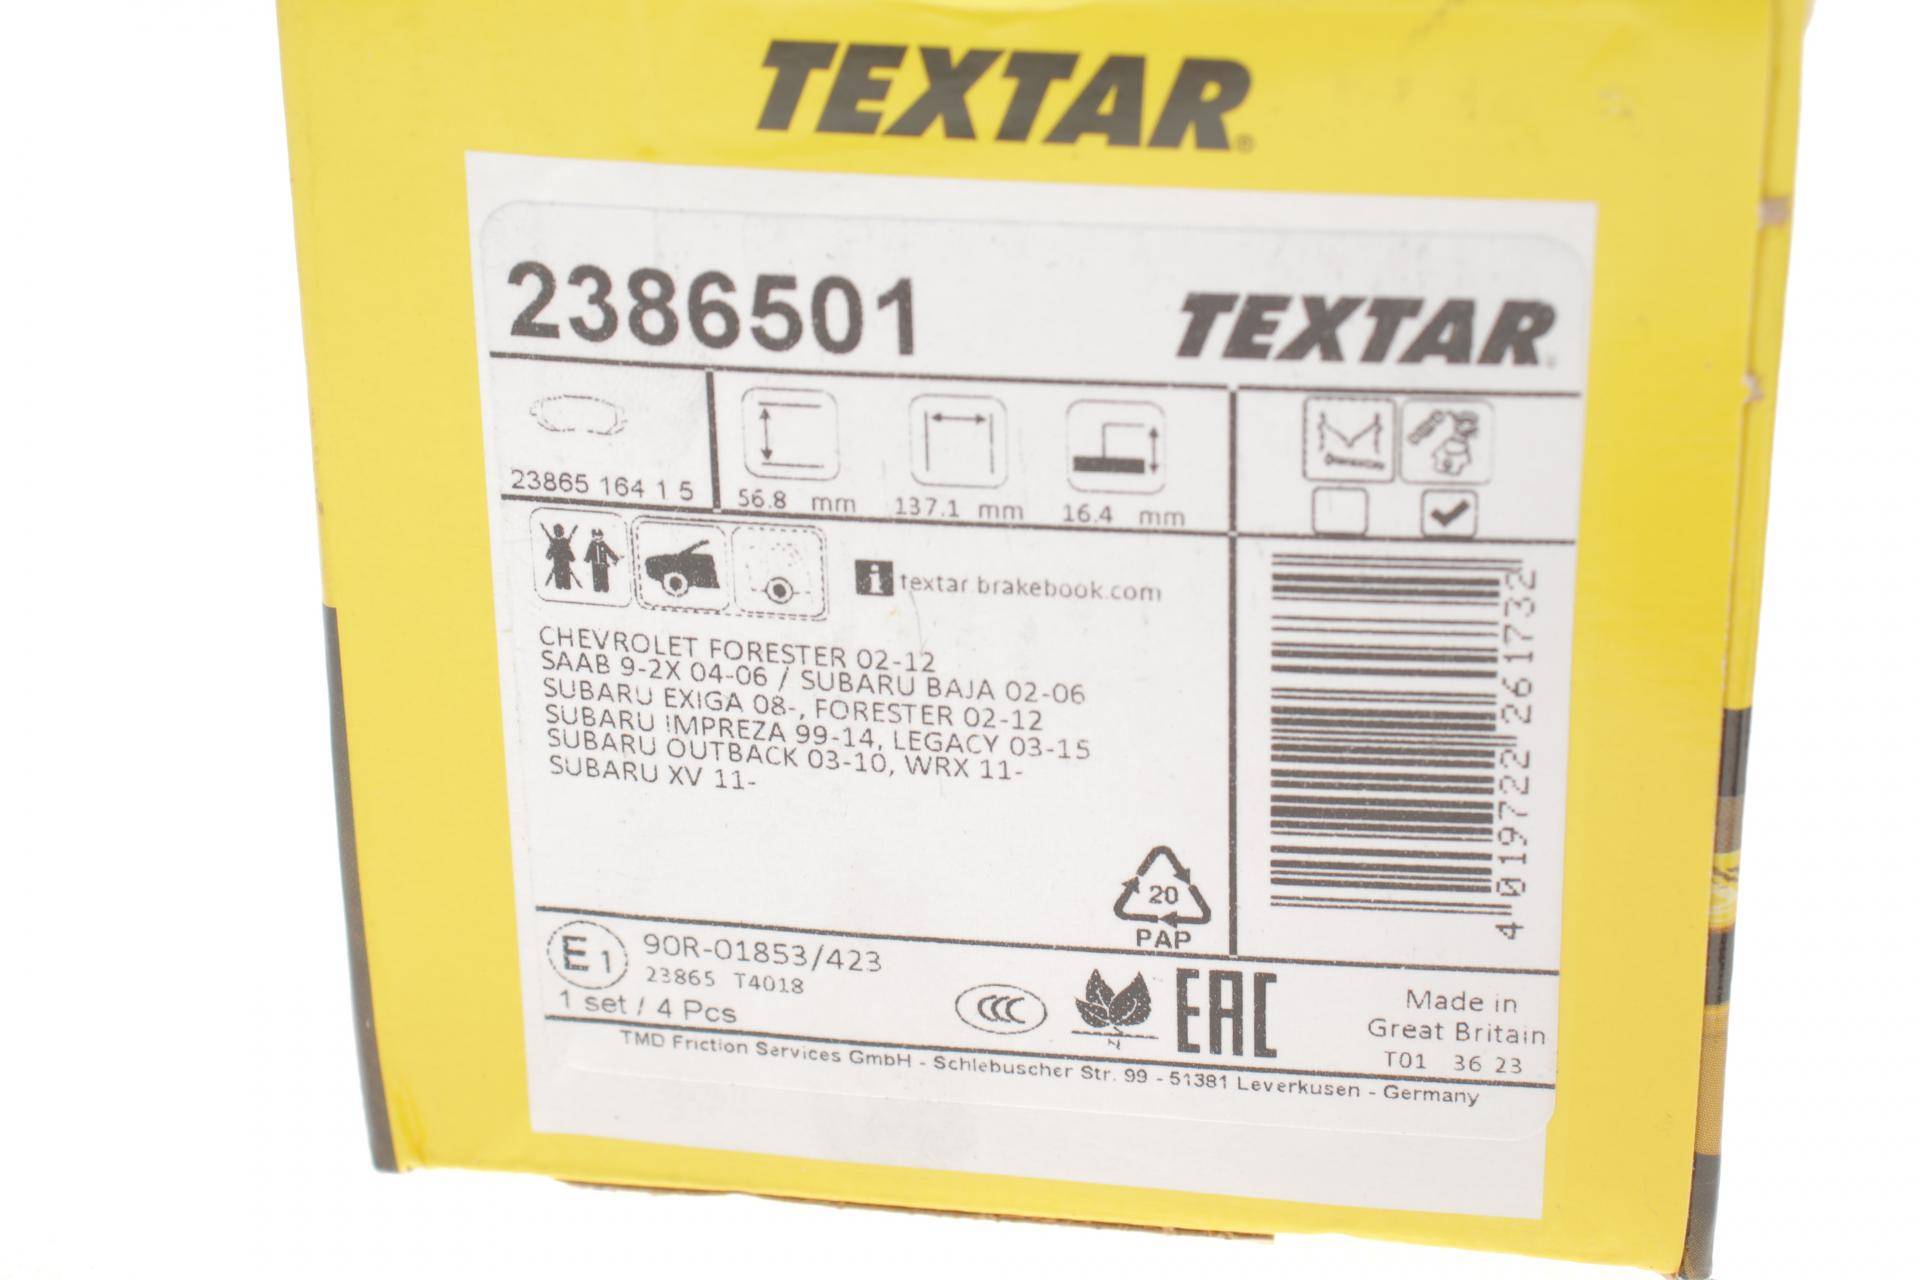 TEXTAR®
2386501 TEXTAR
23865 164 1 5
56.8 mm 137.1 mm 16.4 mm
i textar.brakebook.com
CHEVROLET FORESTER 02-12
SAAB 9-2X 04-06 / SUBARU BAJA 02-06
SUBARU EXIGA 08-, FORESTER 02-12
SUBARU IMPREZA 99-14, LEGACY 03-15
SUBARU OUTBACK 03-10, WRX 11-
SUBARU XV 11-
4 019722 261732
20
PAP
E1 90R-01853/423
23865 T4018
1 set / 4 Pcs
CCC
N
EAC
Made in
Great Britain
T01 36 23
TMD Friction Services GmbH - Schlebuscher Str. 99 - 51381 Leverkusen - Germany